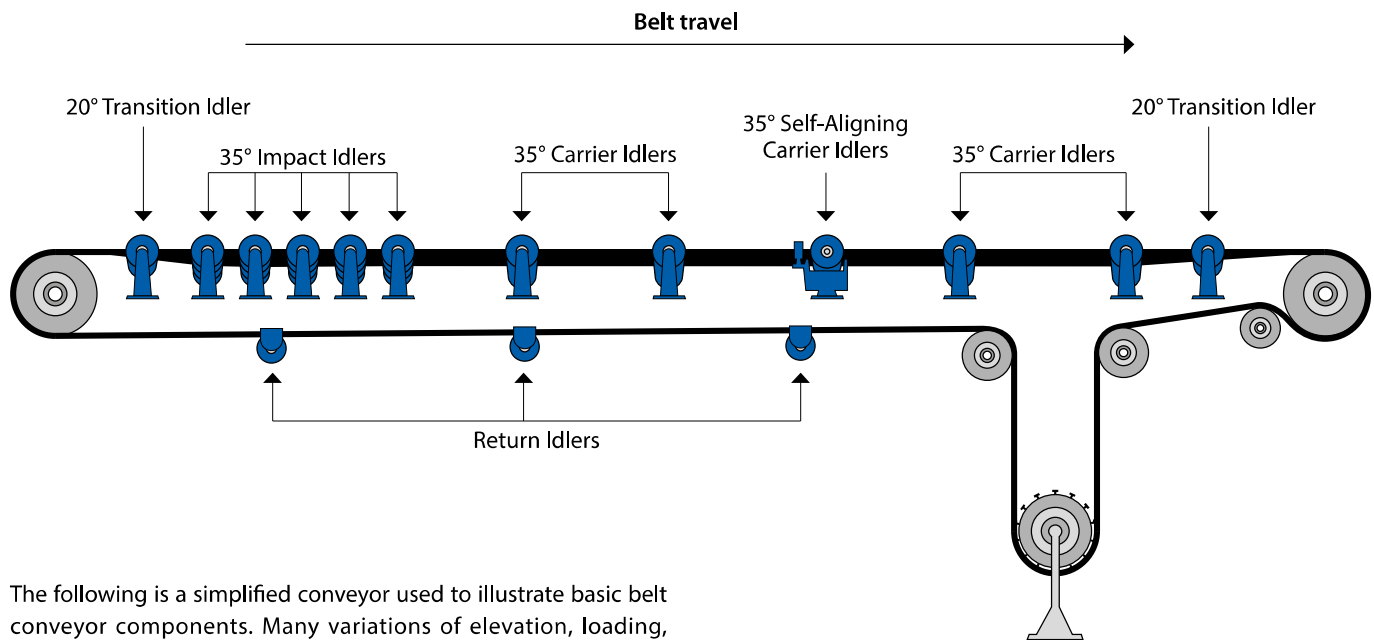 Belt travel
20° Transition Idler
35° Impact Idlers
35° Carrier Idlers
35° Self-Aligning
Carrier Idlers
35° Carrier Idlers
20° Transition Idler
Return Idlers
The following is a simplified conveyor used to illustrate basic belt
conveyor components. Many variations of elevation, loading,